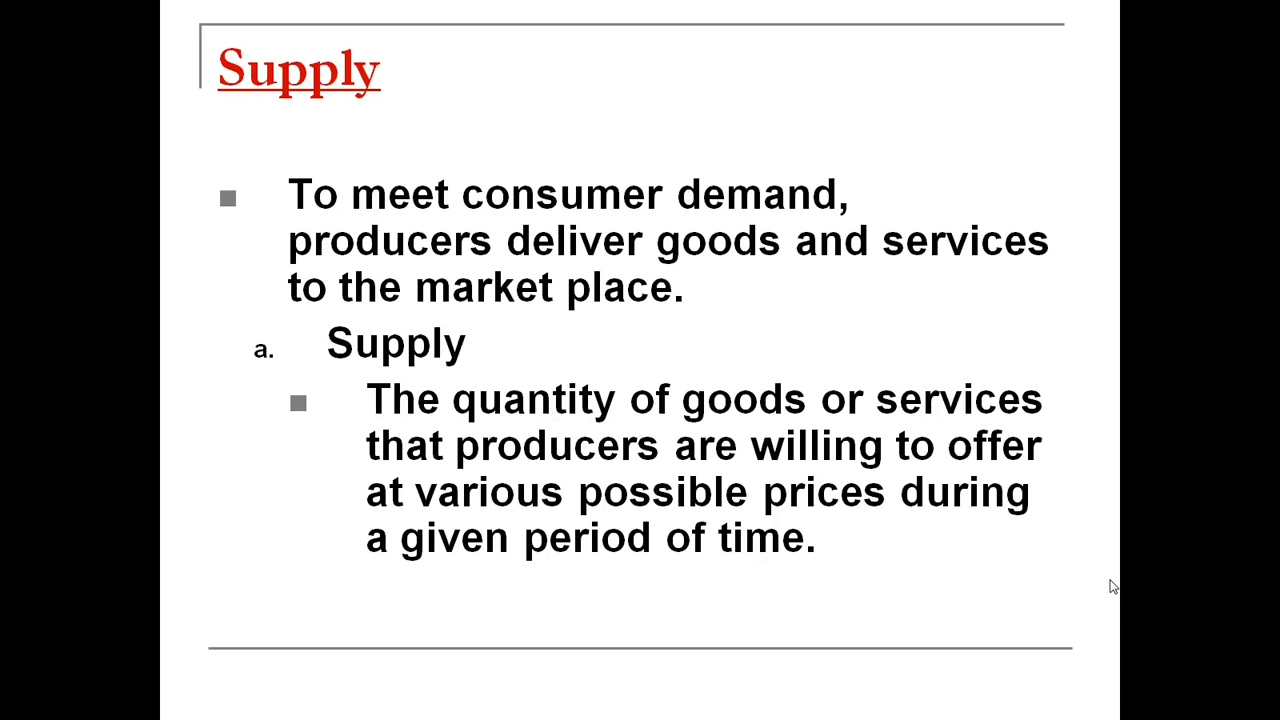 Supply
To meet consumer demand,
producers deliver goods and services
to the market place.
a. Supply
The quantity of goods or services
that producers are willing to offer
at various possible prices during
a given period of time.